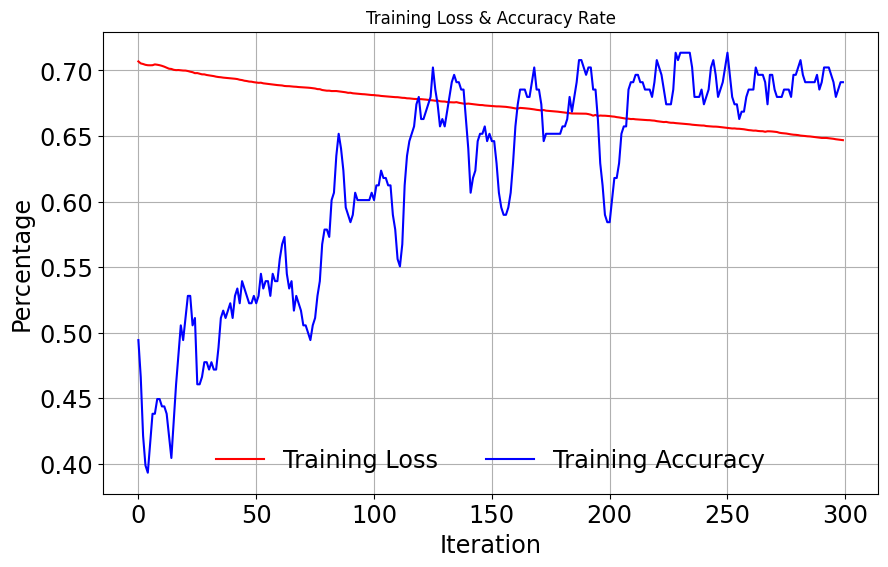 Training Loss & Accuracy Rate
0.70
0.65
0.60
0.55
0.50
0.45
0.40
Percentage
Training Loss
Training Accuracy
0
50
100
150
200
250
300
Iteration